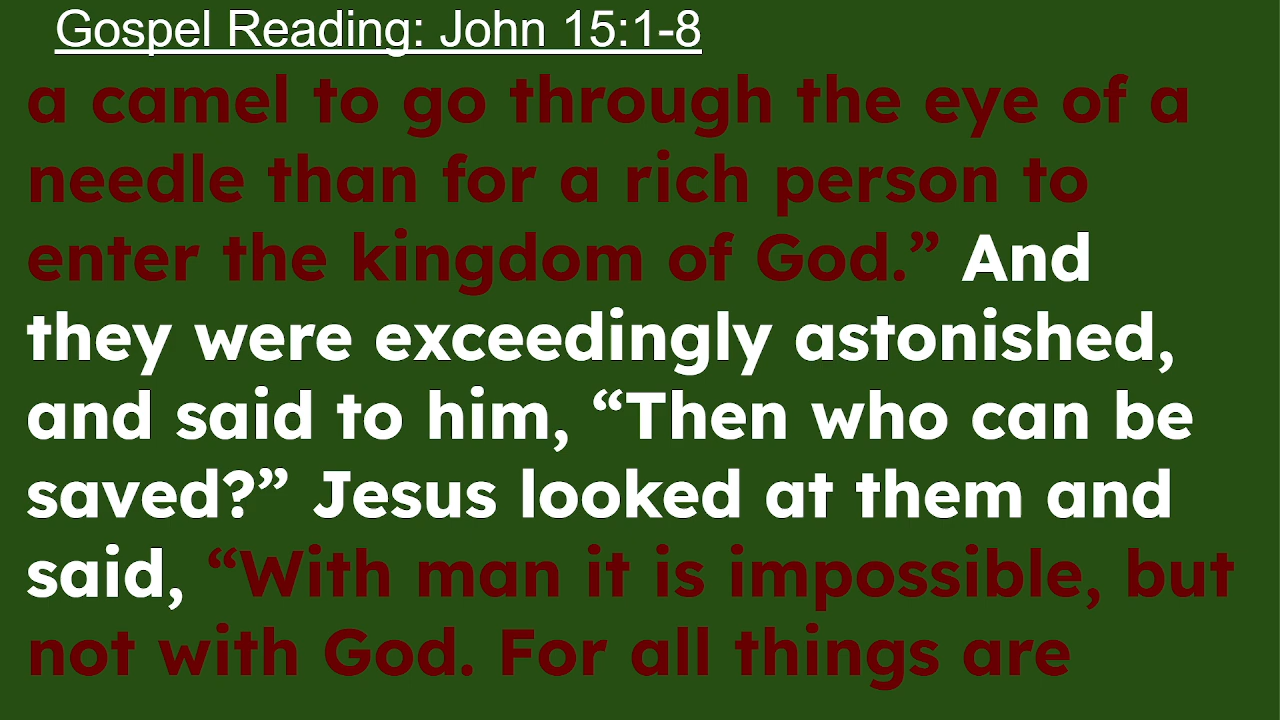 Gospel Reading: John 15:1-8
a camel to go through the eye of a
needle than for a rich person to
enter the kingdom of God.” And
they were exceedingly astonished,
and said to him, “Then who can be
saved?” Jesus looked at them and
said, “With man it is impossible, but
not with God. For all things are